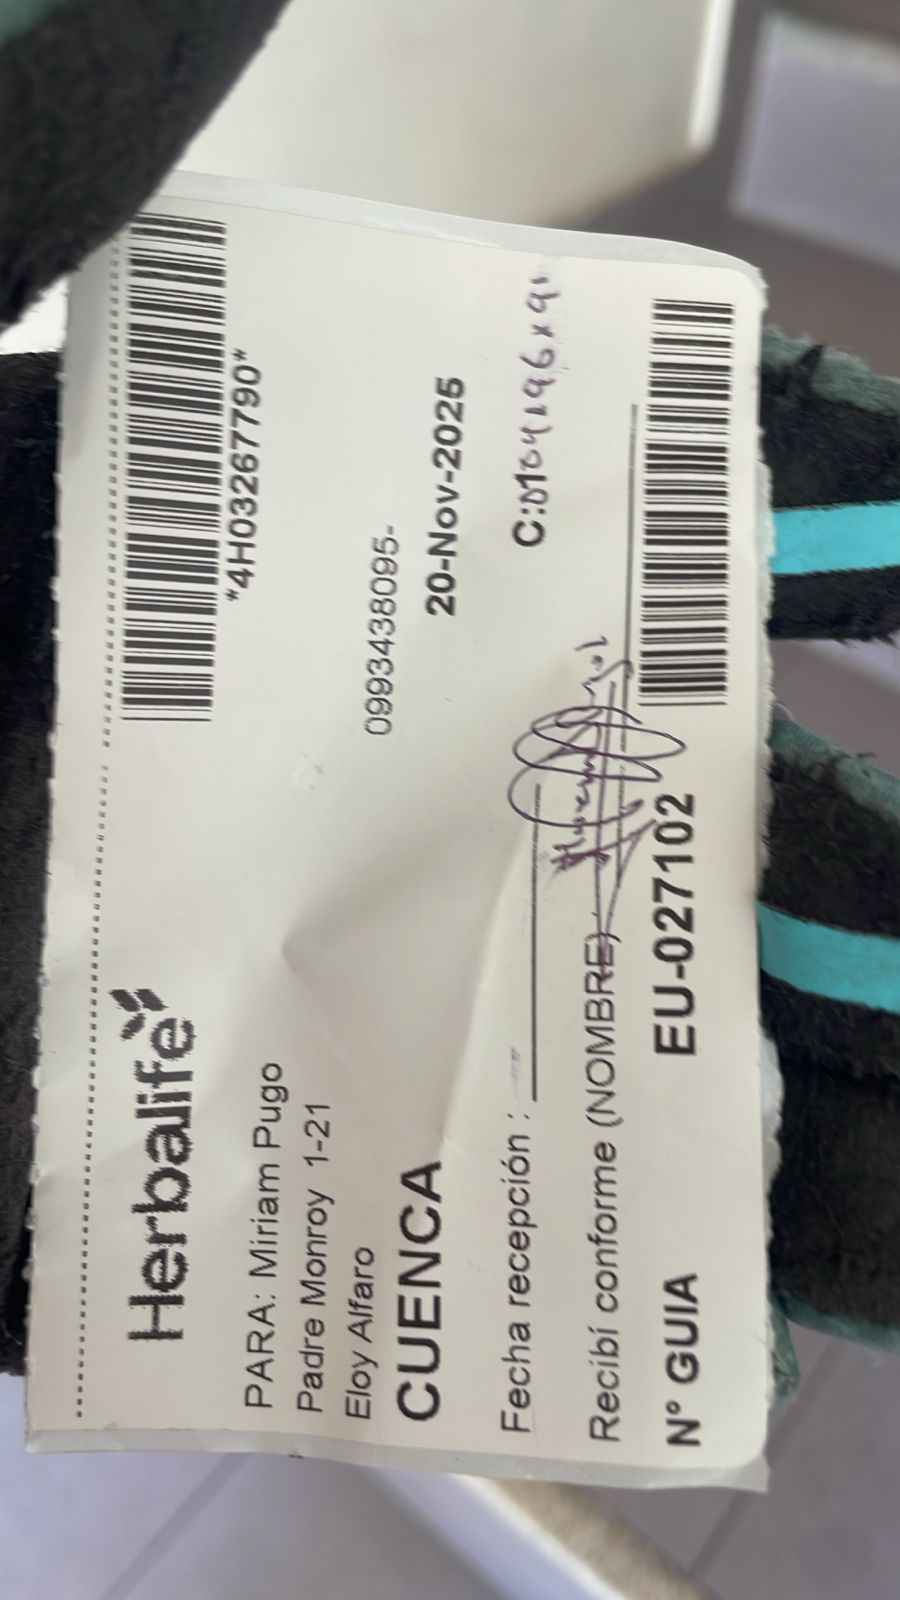 Herbalife
*4H03267790*
PARA: Miriam Pugo
Padre Monroy 1-21
Eloy Alfaro
0993438095-
CUENCA
20-Nov-2025
Fecha recepción :
C:
Recibí conforme (NOMBRE)
N° GUIA
EU-027102